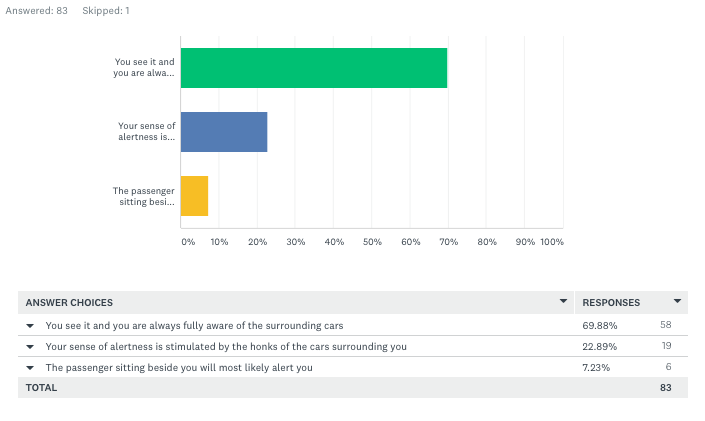 Answered: 83 Skipped: 1
You see it and
you are alwa...
Your sense of
alertness is...
The passenger
sitting besi...
0% 10% 20% 30% 40% 50% 60% 70% 80% 90% 100%
ANSWER CHOICES RESPONSES
You see it and you are always fully aware of the surrounding cars 69.88% 58
Your sense of alertness is stimulated by the honks of the cars surrounding you 22.89% 19
The passenger sitting beside you will most likely alert you 7.23% 6
TOTAL 83